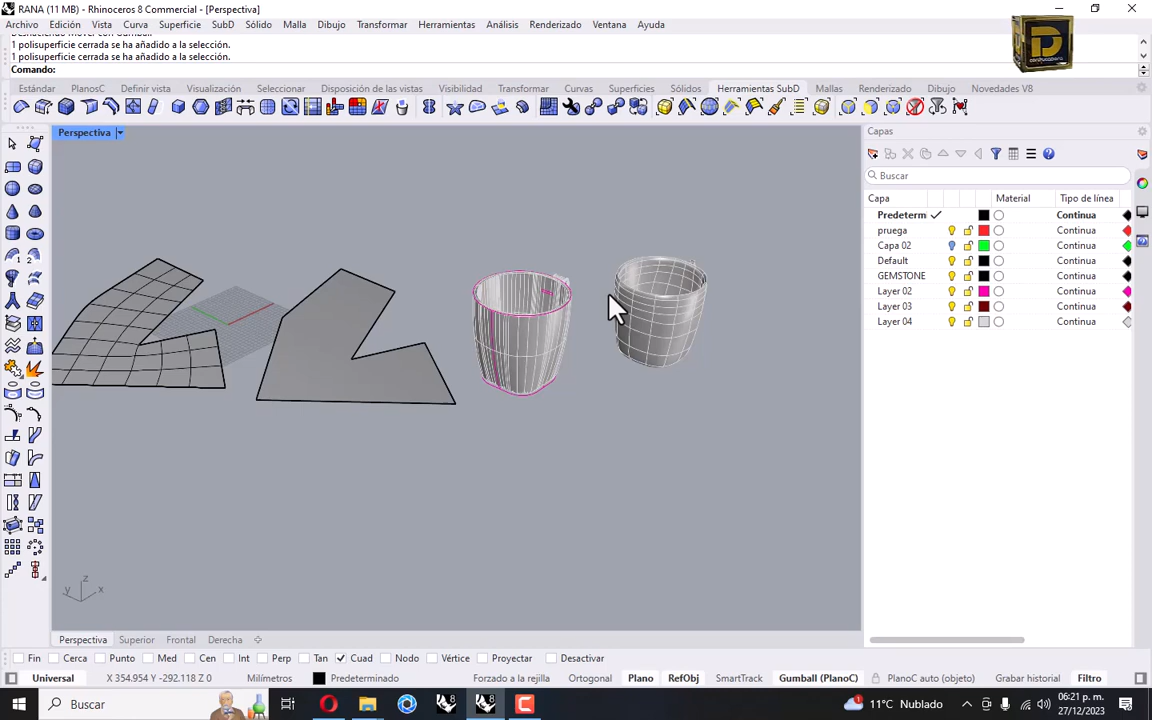 RANA (11 MB) - Rhinoceros 8 Commercial - [Perspectiva]
Archivo Edición Vista Curva Superficie SubD Sólido Malla Dibujo Transformar Herramientas Análisis Renderizado Ventana Ayuda
1 polisuperficie cerrada se ha añadido a la selección.
1 polisuperficie cerrada se ha añadido a la selección.
Comando:
Estándar PlanosC Definir vista Visualización Seleccionar Disposición de las vistas Visibilidad Transformar Curvas Superficies Sólidos Herramientas SubD Mallas Renderizado Dibujo Novedades V8
Perspectiva
Capas
Buscar
Capa Material Tipo de línea
Predeterm Continua
pruega Continua
Capa 02 Continua
Default Continua
GEMSTONE Continua
Layer 02 Continua
Layer 03 Continua
Layer 04 Continua
z
y x
Perspectiva Superior Frontal Derecha
Fin Cerca Punto Med Cen Int Perp Tan Cuad Nodo Vértice Proyectar Desactivar
Universal X 354.954 Y -292.118 Z 0 Milímetros Predeterminado Forzado a la rejilla Ortogonal Plano RefObj SmartTrack Gumball (PlanoC) PlanoC auto (objeto) Grabar historial Filtro
Buscar 11°C Nublado 06:21 p. m.
27/12/2023